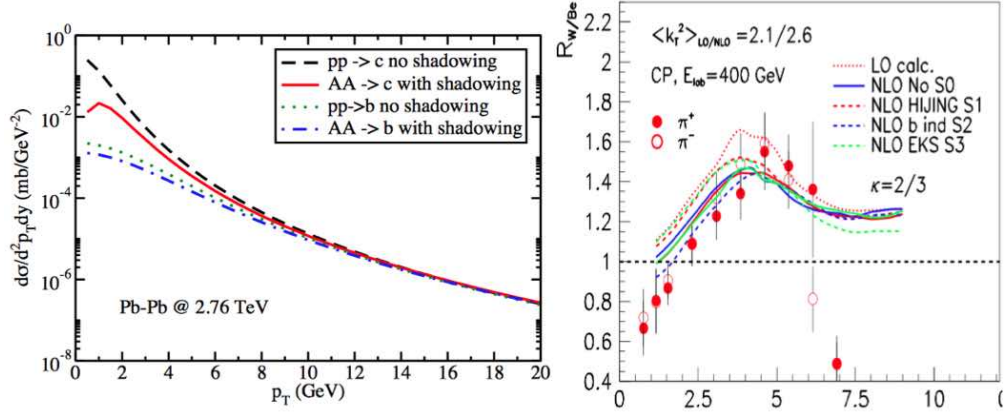 10^0
10^-2
10^-4
10^-6
10^-8
dσ/d^2p_Tdy (mb/GeV^-2)
pp -> c no shadowing
AA -> c with shadowing
pp->b no shadowing
AA -> b with shadowing
Pb-Pb @ 2.76 TeV
0 2 4 6 8 10 12 14 16 18 20
p_T (GeV)
R_W/Be
2.2
2
1.8
1.6
1.4
1.2
1
0.8
0.6
0.4
<k_T^2>_LO/NLO=2.1/2.6
CP, E_lab=400 GeV
π^+
π^-
LO calc.
NLO No S0
NLO HIJING S1
NLO b ind S2
NLO EKS S3
κ=2/3
0 2.5 5 7.5 10